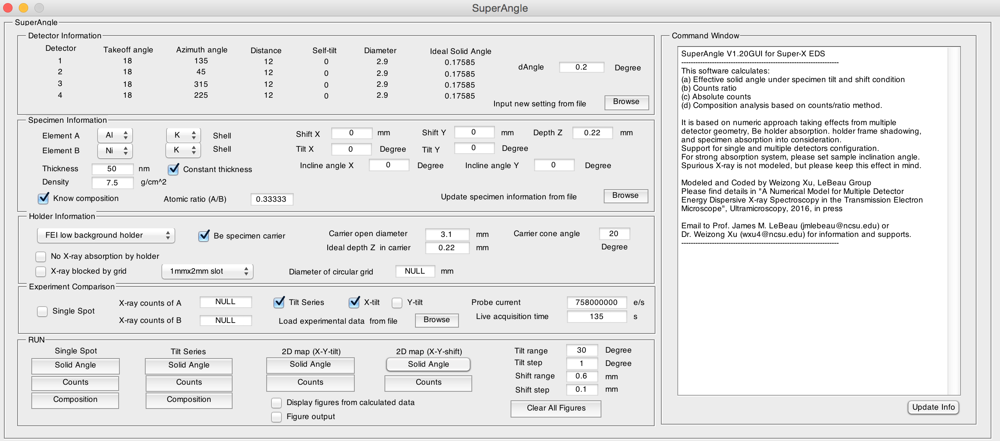 SuperAngle
SuperAngle
Detector Information
Detector Takeoff angle Azimuth angle Distance Self-tilt Diameter Ideal Solid Angle
1 18 135 12 0 2.9 0.17585
2 18 45 12 0 2.9 0.17585
3 18 315 12 0 2.9 0.17585
4 18 225 12 0 2.9 0.17585
dAngle 0.2 Degree
Input new setting from file Browse
Specimen Information
Element A Al K Shell
Element B Ni K Shell
Thickness 50 nm Constant thickness
Density 7.5 g/cm^2
Know composition Atomic ratio (A/B) 0.33333
Shift X 0 mm Shift Y 0 mm Depth Z 0.22 mm
Tilt X 0 Degree Tilt Y 0 Degree
Incline angle X 0 Degree Incline angle Y 0 Degree
Update specimen information from file Browse
Holder Information
FEI low background holder Be specimen carrier
Carrier open diameter 3.1 mm Carrier cone angle 20
Ideal depth Z in carrier 0.22 mm Degree
No X-ray absorption by holder
X-ray blocked by grid 1mmx2mm slot Diameter of circular grid NULL mm
Experiment Comparison
Single Spot
X-ray counts of A NULL
X-ray counts of B NULL
Tilt Series X-tilt Y-tilt
Load experimental data from file Browse
Probe current 758000000 e/s
Live acquisition time 135 s
RUN
Single Spot Tilt Series 2D map (X-Y-tilt) 2D map (X-Y-shift)
Solid Angle Solid Angle Solid Angle Solid Angle
Counts Counts Counts Counts
Composition Composition
Display figures from calculated data
Figure output
Tilt range 30 Degree
Tilt step 1 Degree
Shift range 0.6 mm
Shift step 0.1 mm
Clear All Figures
Command Window
SuperAngle V1.20GUI for Super-X EDS
-------------------------------------------------------------------
This software calculates:
(a) Effective solid angle under specimen tilt and shift condition
(b) Counts ratio
(c) Absolute counts
(d) Composition analysis based on counts/ratio method.
It is based on numeric approach taking effects from multiple
detector geometry, Be holder absorption. holder frame shadowing,
and specimen absorption into consideration.
Support for single and multiple detectors configuration.
For strong absorption system, please set sample inclination angle.
Spurious X-ray is not modeled, but please keep this effect in mind.
Modeled and Coded by Weizong Xu, LeBeau Group
Please find details in "A Numerical Model for Multiple Detector
Energy Dispersive X-ray Spectroscopy in the Transmission Electron
Microscope", Ultramicroscopy, 2016, in press
Email to Prof. James M. LeBeau (jmlebeau@ncsu.edu) or
Dr. Weizong Xu (wxu4@ncsu.edu) for information and supports.
-------------------------------------------------------------------
Update Info